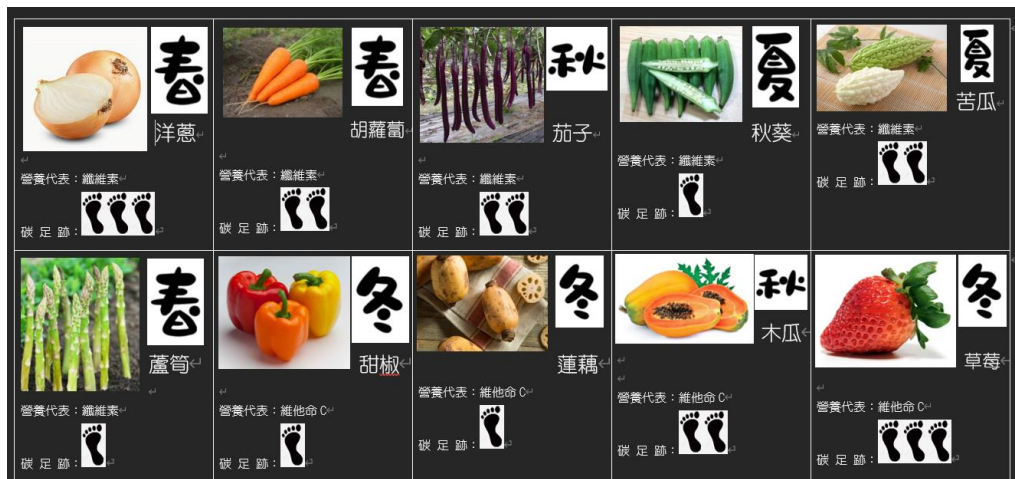 春
洋蔥
營養代表：纖維素
碳 足 跡：
春
胡蘿蔔
營養代表：纖維素
碳 足 跡：
秋
茄子
營養代表：纖維素
碳 足 跡：
夏
秋葵
營養代表：纖維素
碳 足 跡：
夏
苦瓜
營養代表：纖維素
碳 足 跡：
春
蘆筍
營養代表：纖維素
碳 足 跡：
冬
甜椒
營養代表：維他命 C
碳 足 跡：
冬
蓮藕
營養代表：維他命 C
碳 足 跡：
秋
木瓜
營養代表：維他命 C
碳 足 跡：
冬
草莓
營養代表：維他命 C
碳 足 跡：